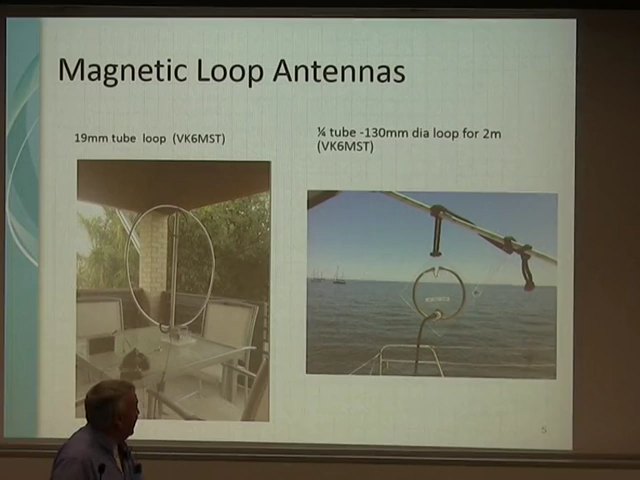 Magnetic Loop Antennas
19mm tube loop (VK6MST)
¼ tube -130mm dia loop for 2m
(VK6MST)
5